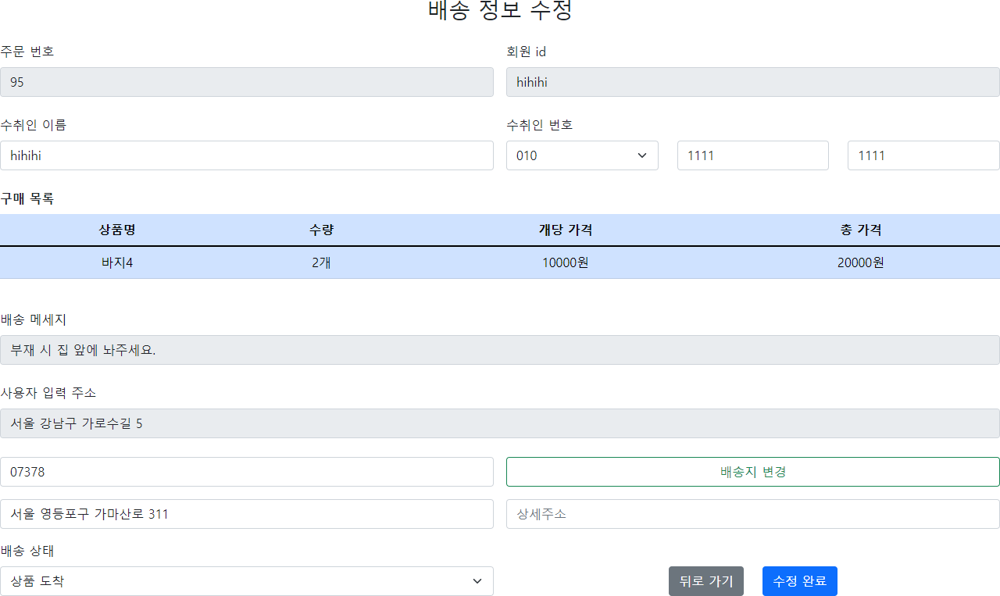 배송 정보 수정
주문 번호 회원 id
95 hihihi
수취인 이름 수취인 번호
hihihi 010 1111 1111
구매 목록
상품명 수량 개당 가격 총 가격
바지4 2개 10000원 20000원
배송 메세지
부재 시 집 앞에 놔주세요.
사용자 입력 주소
서울 강남구 가로수길 5
07378 배송지 변경
서울 영등포구 가마산로 311 상세주소
배송 상태
상품 도착 뒤로 가기 수정 완료